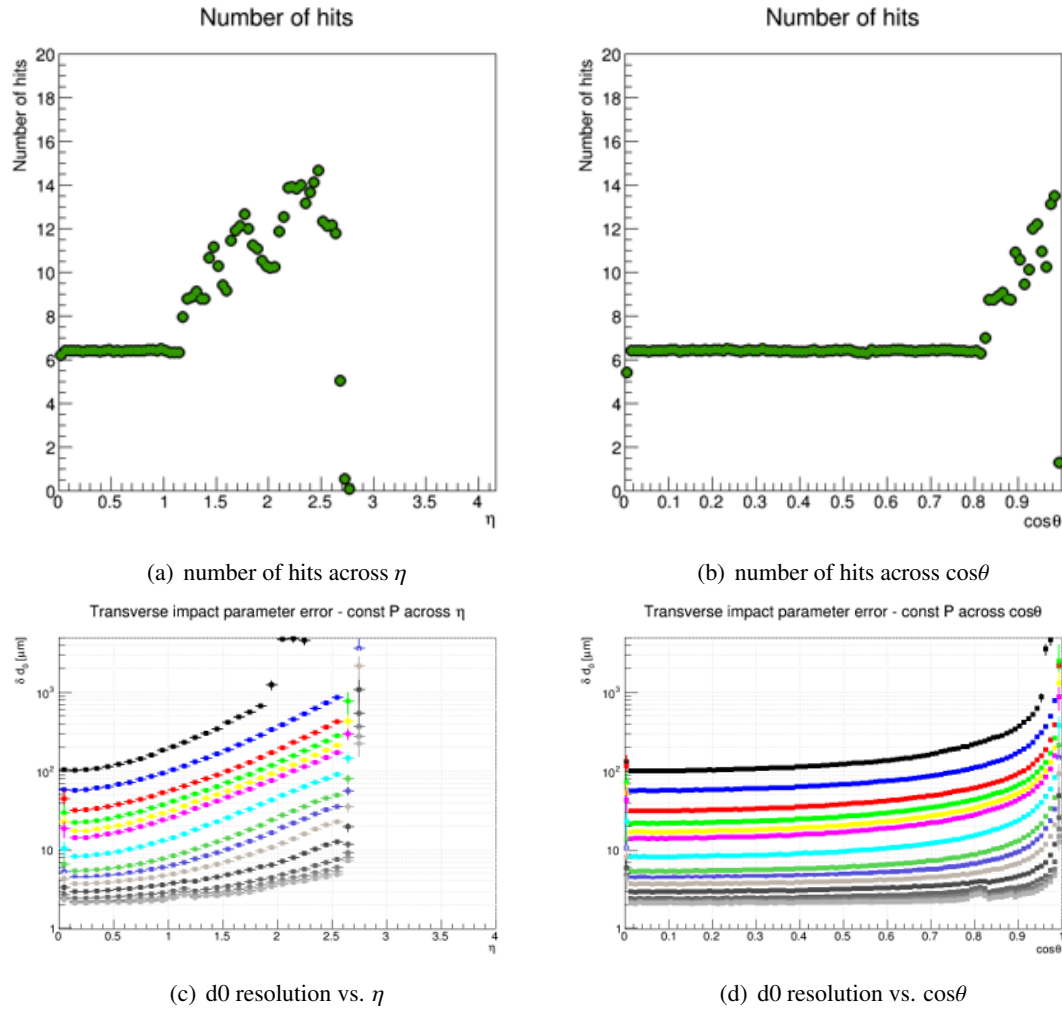 Number of hits
Number of hits
Number of hits
20
18
16
14
12
10
8
6
4
2
0
0 0.5 1 1.5 2 2.5 3 3.5 4
η
(a) number of hits across η
Number of hits
20
18
16
14
12
10
8
6
4
2
0
0 0.1 0.2 0.3 0.4 0.5 0.6 0.7 0.8 0.9 1
cosθ
(b) number of hits across cosθ
Transverse impact parameter error - const P across η
δ d₀ [μm]
10³
10²
10
1
0 0.5 1 1.5 2 2.5 3 3.5 4
η
(c) d0 resolution vs. η
Transverse impact parameter error - const P across cosθ
δ d₀ [μm]
10³
10²
10
1
0 0.1 0.2 0.3 0.4 0.5 0.6 0.7 0.8 0.9 1
cosθ
(d) d0 resolution vs. cosθ